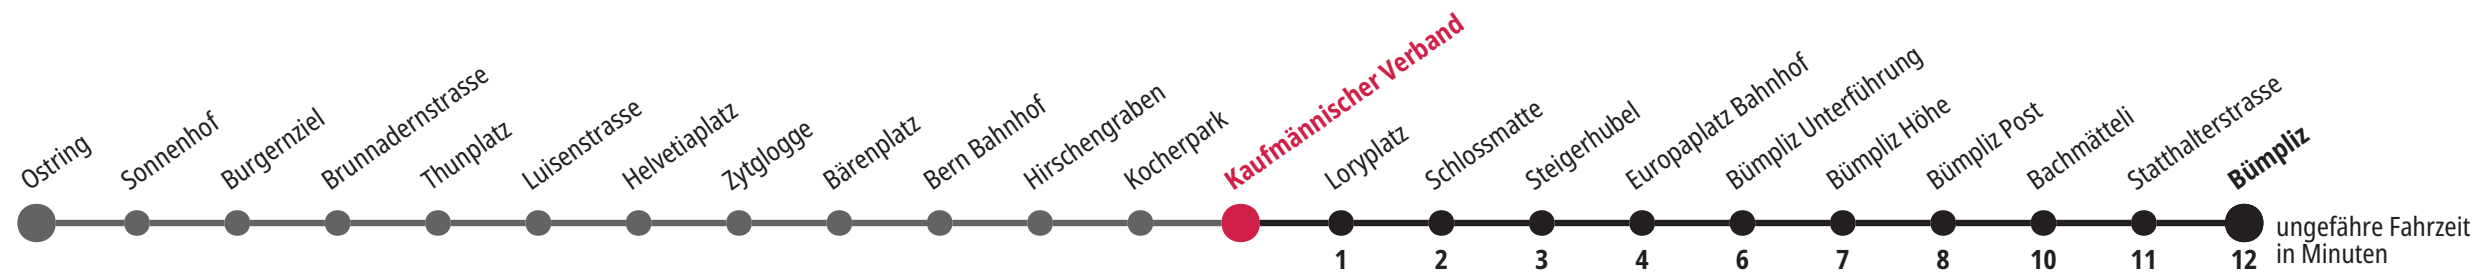 Ostring
Sonnenhof
Burgernziel
Brunnadernstrasse
Thunplatz
Luisenstrasse
Helvetiaplatz
Zytglogge
Bärenplatz
Bern Bahnhof
Hirschengraben
Kocherpark
Kaufmännischer Verband
Loryplatz
Schlossmatte
Steigerhubel
Europaplatz Bahnhof
Bümpliz Unterführung
Bümpliz Höhe
Bümpliz Post
Bachmätteli
Statthalterstrasse
Bümpliz
1 2 3 4 6 7 8 10 11 12
ungefähre Fahrzeit
in Minuten